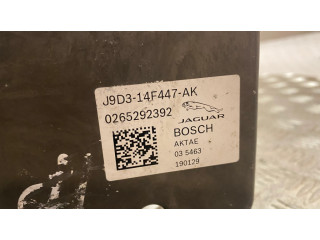 J9D3-14F447-AK
0265292392
JAGUAR
BOSCH
AKTAE
03 5463
190129